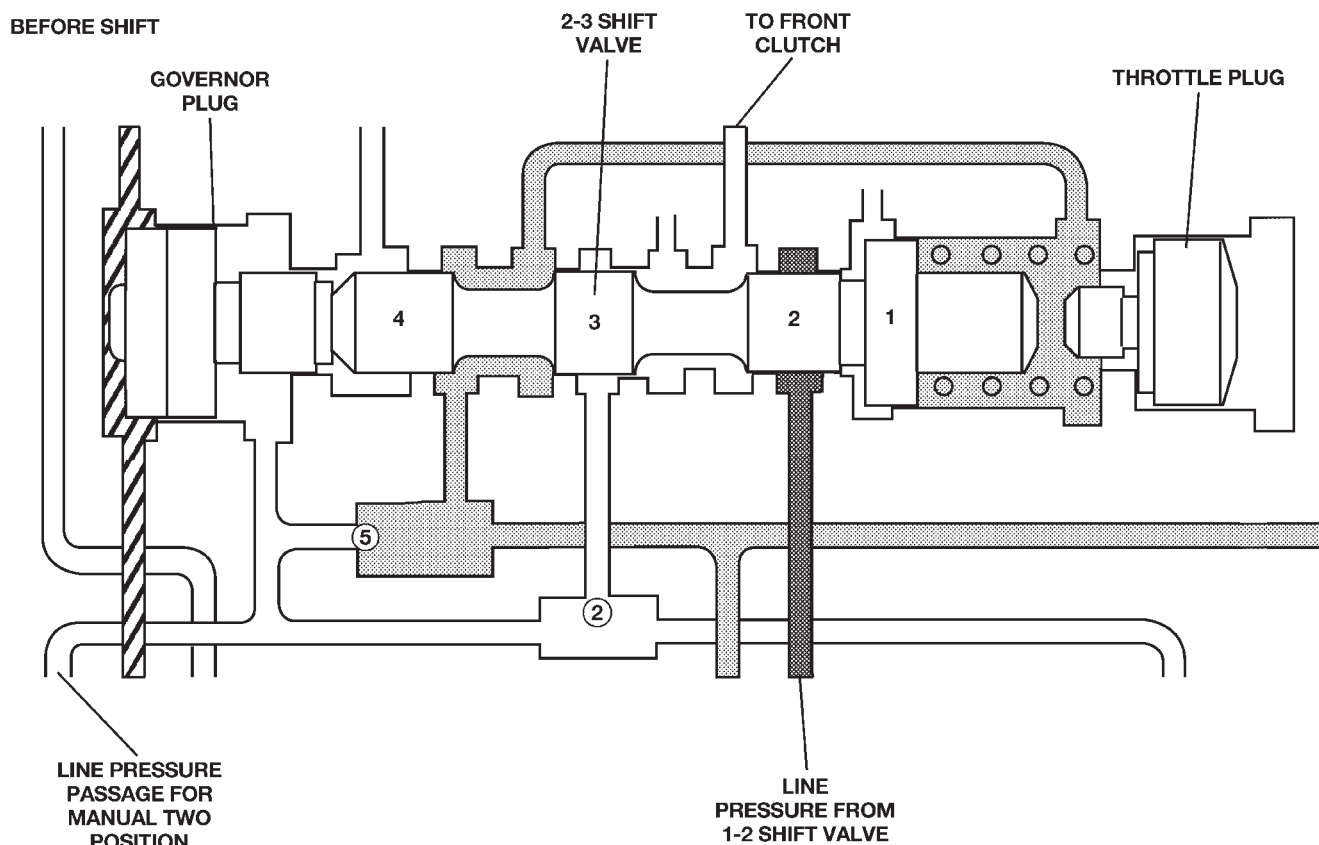 BEFORE SHIFT
2-3 SHIFT
VALVE
TO FRONT
CLUTCH
GOVERNOR
PLUG
THROTTLE PLUG
4
3
2
1
5
2
LINE PRESSURE
PASSAGE FOR
MANUAL TWO
POSITION
LINE
PRESSURE FROM
1-2 SHIFT VALVE